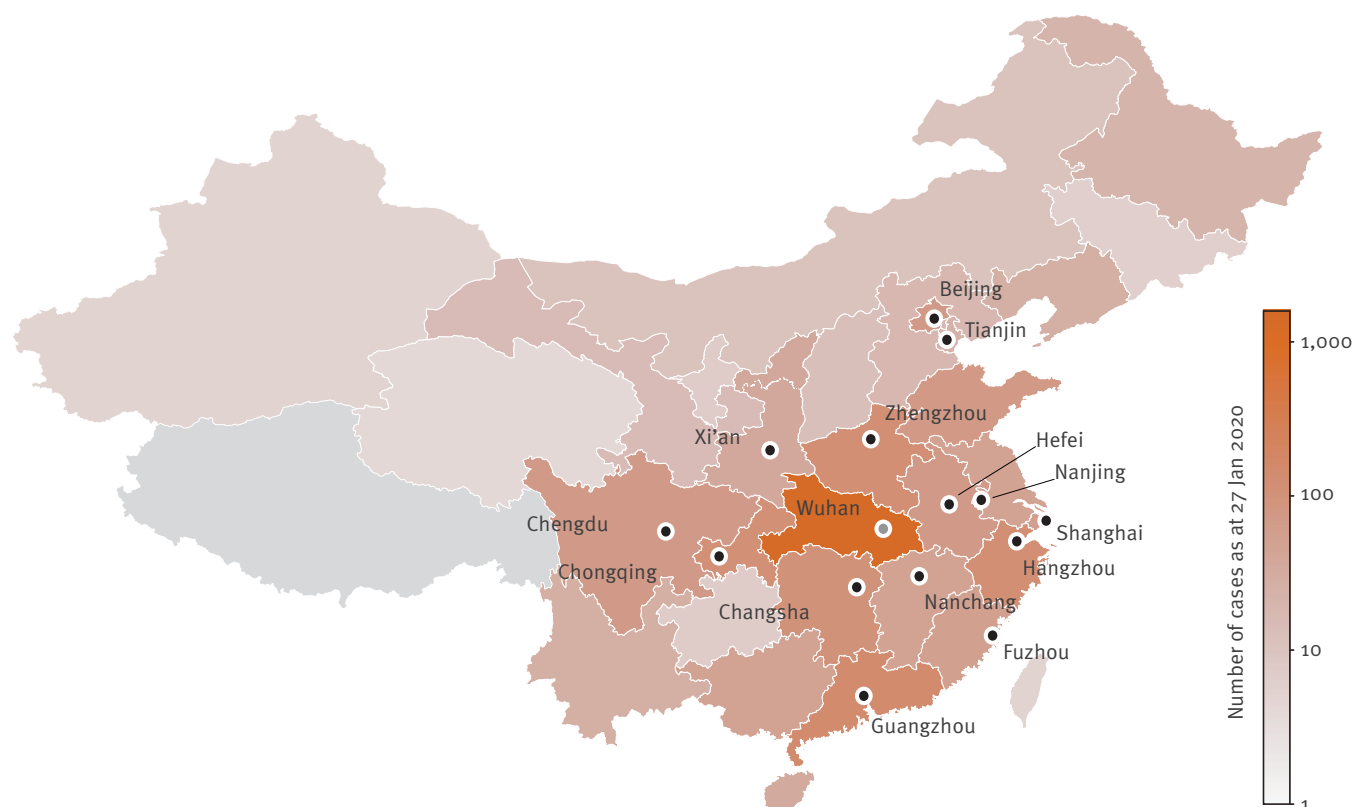 Beijing
Tianjin
Zhengzhou
Xi'an
Hefei
Nanjing
Wuhan
Chengdu
Shanghai
Chongqing
Hangzhou
Changsha
Nanchang
Fuzhou
Guangzhou
Number of cases as at 27 Jan 2020
1,000
100
10
1